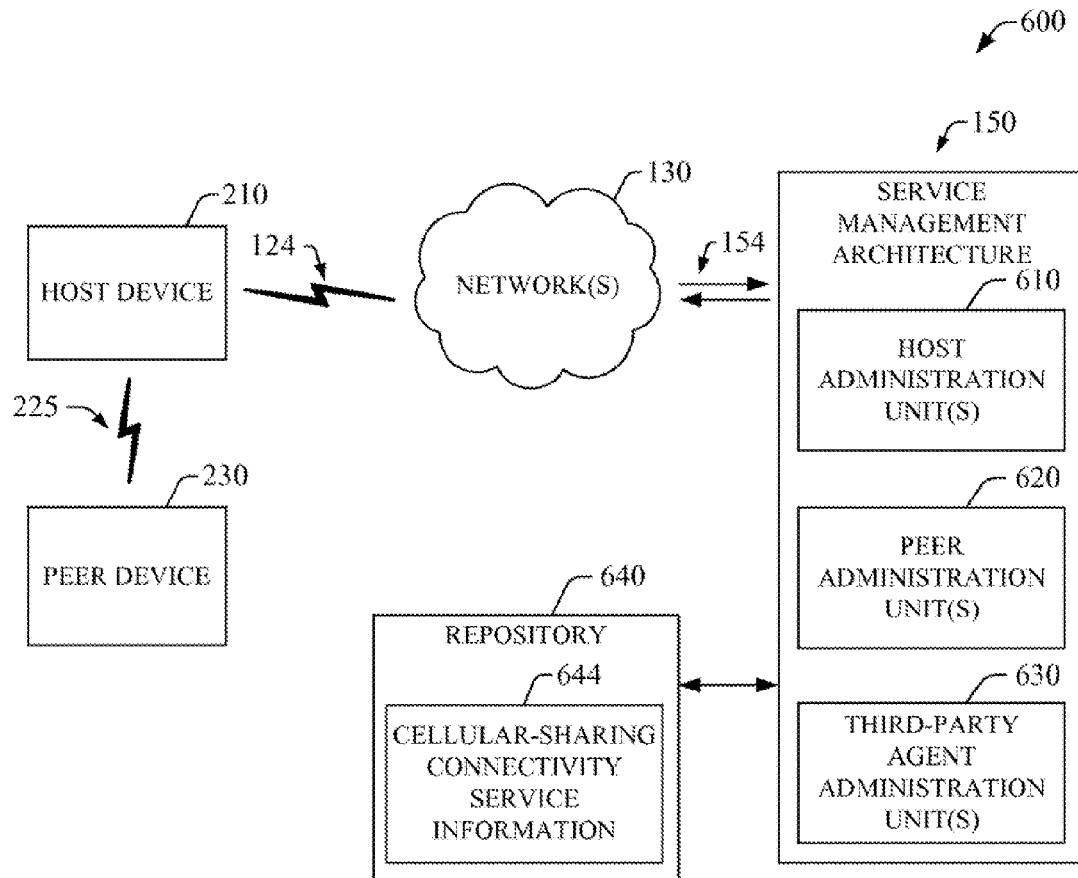 600
150
210
130
SERVICE
MANAGEMENT
ARCHITECTURE
124
154
HOST DEVICE
NETWORK(S)
610
HOST
ADMINISTRATION
UNIT(S)
225
230
620
PEER DEVICE
PEER
ADMINISTRATION
UNIT(S)
640
REPOSITORY
644
630
CELLULAR-SHARING
CONNECTIVITY
SERVICE
INFORMATION
THIRD-PARTY
AGENT
ADMINISTRATION
UNIT(S)